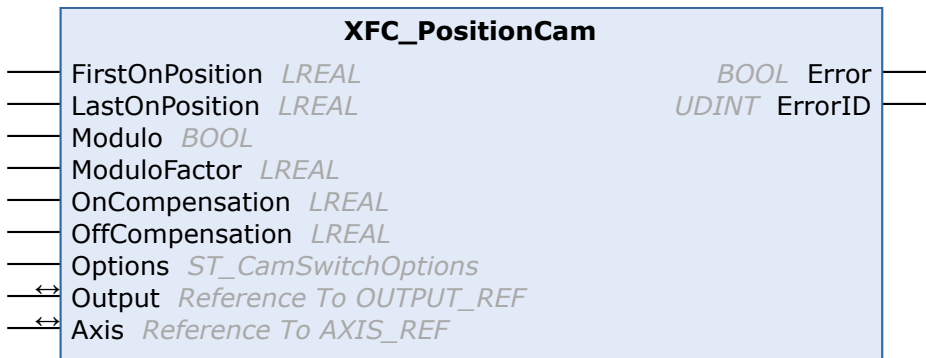 XFC_PositionCam
FirstOnPosition LREAL BOOL Error
LastOnPosition LREAL UDINT ErrorID
Modulo BOOL
ModuloFactor LREAL
OnCompensation LREAL
OffCompensation LREAL
Options ST_CamSwitchOptions
↔ Output Reference To OUTPUT_REF
↔ Axis Reference To AXIS_REF